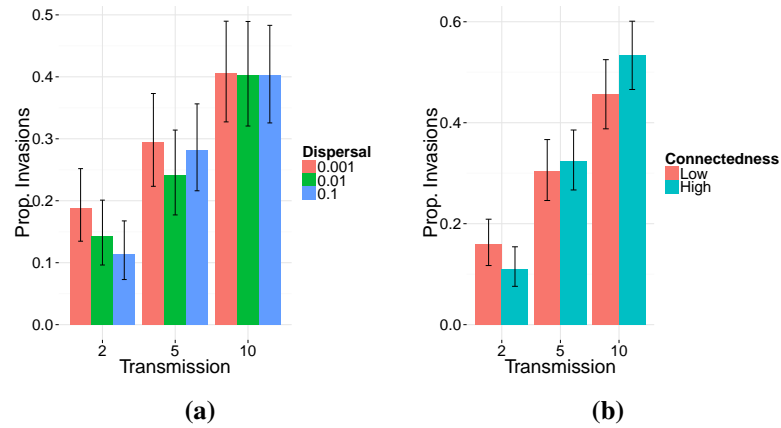 0.5
0.4
0.3
0.2
0.1
0.0
Prop. Invasions
2 5 10
Transmission
Dispersal
0.001
0.01
0.1
(a)
0.6
0.4
0.2
0.0
Prop. Invasions
2 5 10
Transmission
Connectedness
Low
High
(b)